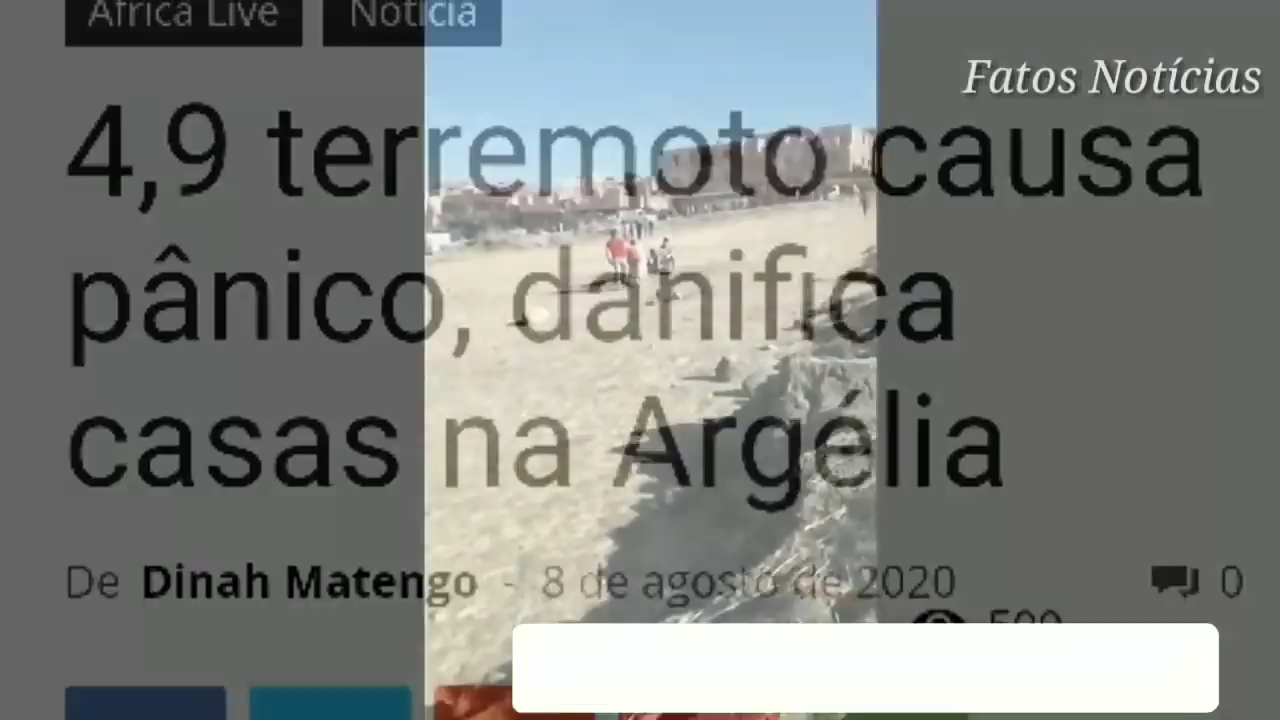 Africa Live Notícia
Fatos Notícias
4,9 terremoto causa
pânico, danifica
casas na Argélia
De Dinah Matengo - 8 de agosto de 2020 0